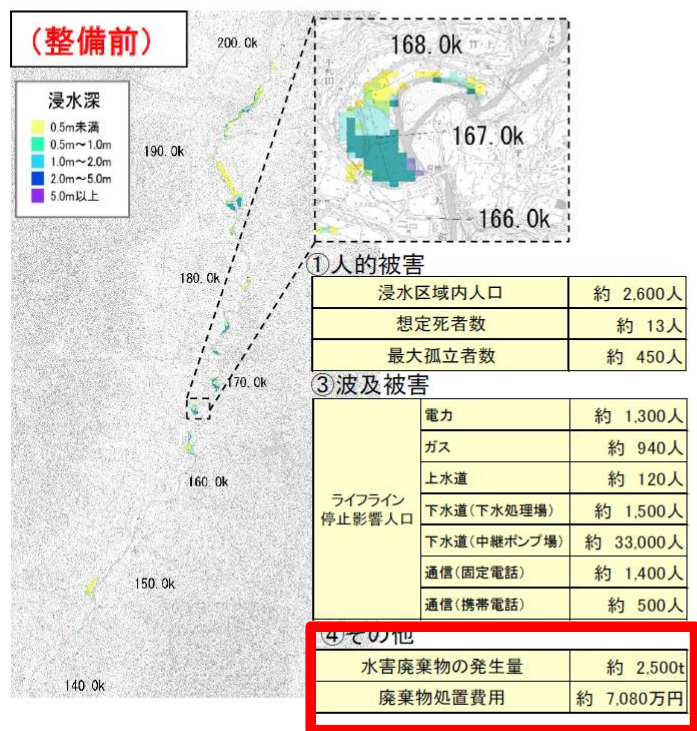 （整備前）
200.0k
浸水深
0.5m未満
0.5m～1.0m
1.0m～2.0m
2.0m～5.0m
5.0m以上
190.0k
180.0k
170.0k
160.0k
150.0k
140.0k
168.0k
167.0k
166.0k
①人的被害
浸水区域内人口 約 2,600人
想定死者数 約 13人
最大孤立者数 約 450人
③波及被害
ライフライン
停止影響人口
電力 約 1,300人
ガス 約 940人
上水道 約 120人
下水道(下水処理場) 約 1,500人
下水道(中継ポンプ場) 約 33,000人
通信(固定電話) 約 1,400人
通信(携帯電話) 約 500人
④その他
水害廃棄物の発生量 約 2,500t
廃棄物処置費用 約 7,080万円